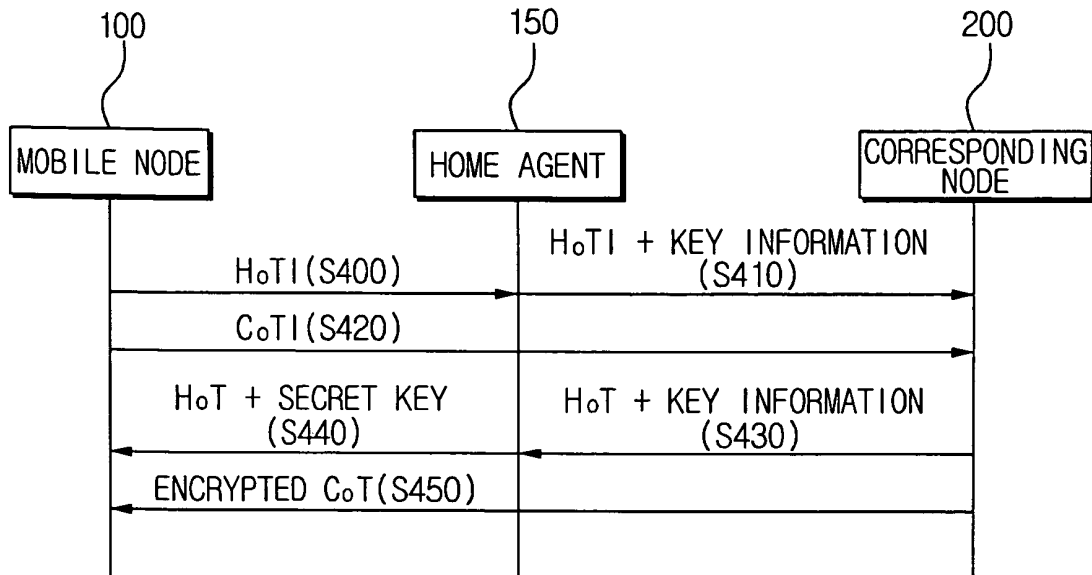 100
150
200
MOBILE NODE
HOME AGENT
CORRESPONDING
NODE
HoTI(S400)
HoTI + KEY INFORMATION
(S410)
CoTI(S420)
HoT + SECRET KEY
(S440)
HoT + KEY INFORMATION
(S430)
ENCRYPTED CoT(S450)